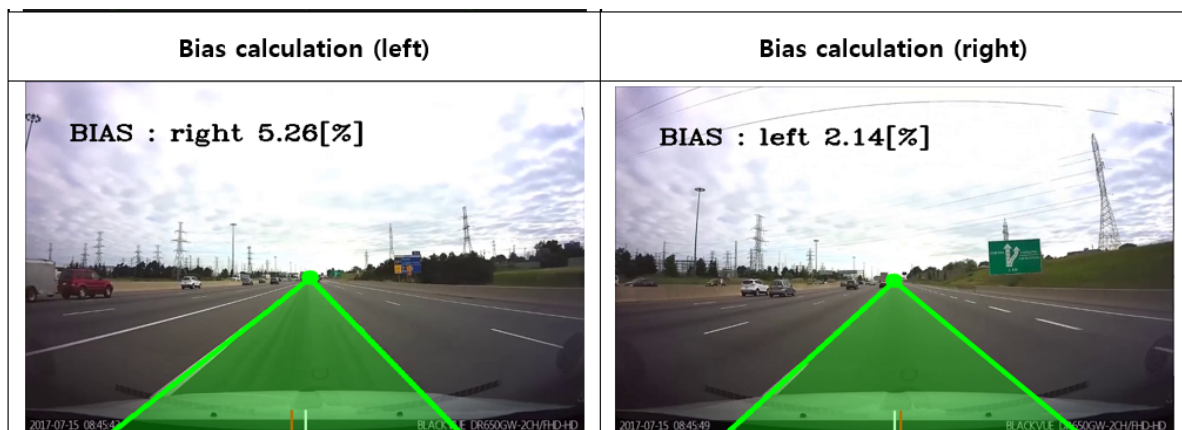 Bias calculation (left)
Bias calculation (right)
BIAS : right 5.26[%]
BIAS : left 2.14[%]
2017-07-15 08:45:47
BLACKVUE DR650GW-2CH/FHD-HD
2017-07-15 08:45:49
BLACKVUE DR650GW-2CH/FHD-HD